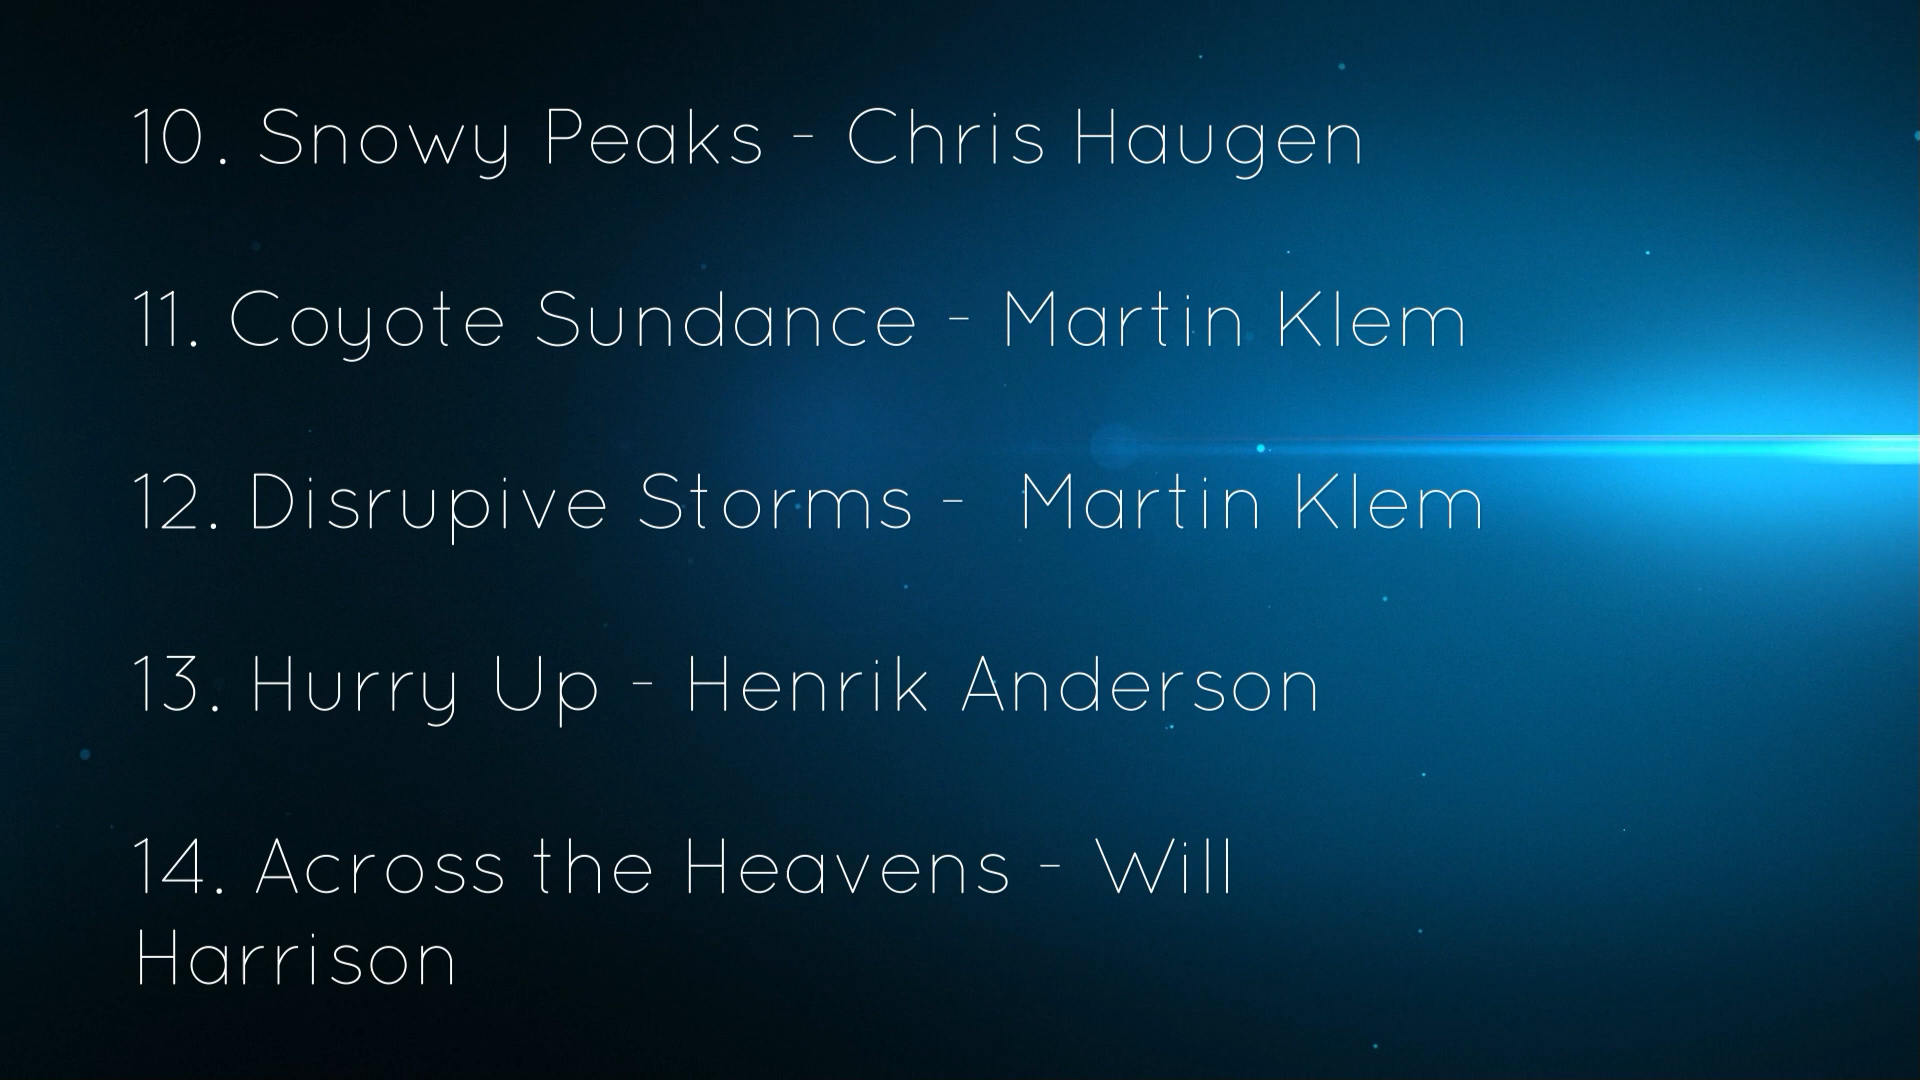 10. Snowy Peaks - Chris Haugen
11. Coyote Sundance - Martin Klem
12. Disrupive Storms -  Martin Klem
13. Hurry Up - Henrik Anderson
14. Across the Heavens - Will
Harrison